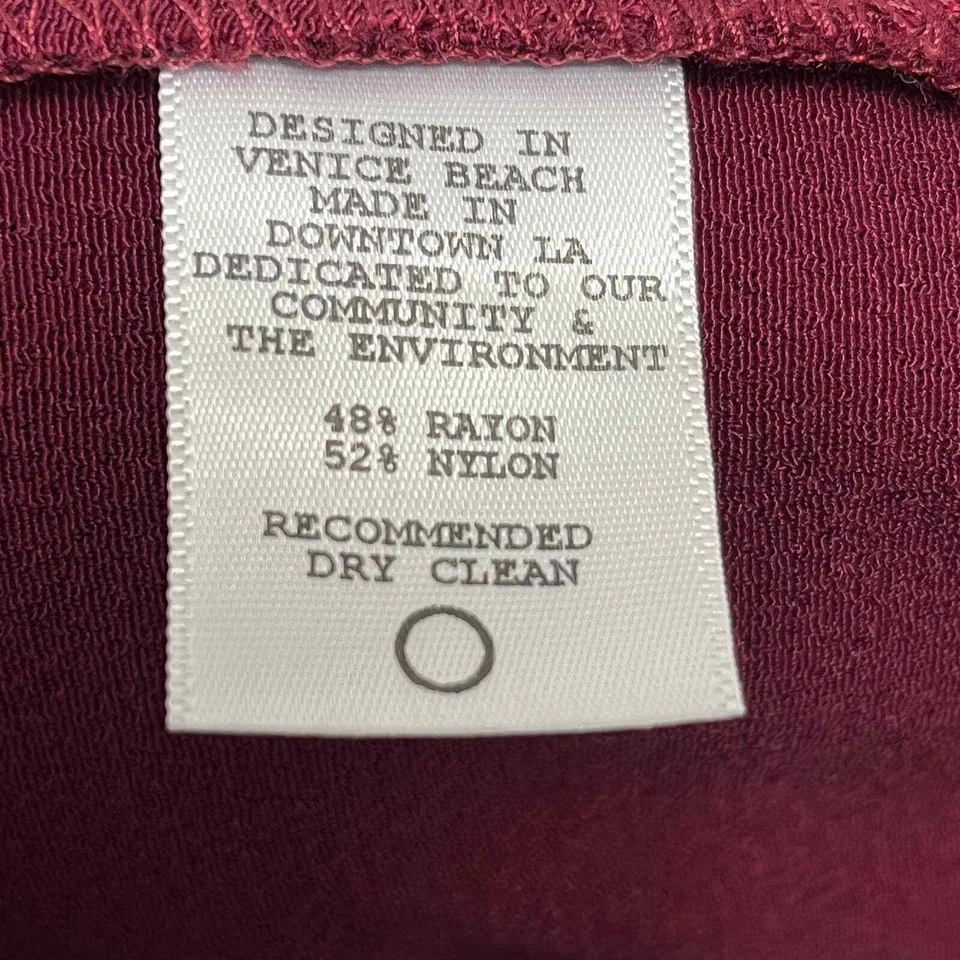 DESIGNED IN
VENICE BEACH
MADE IN
DOWNTOWN LA
DEDICATED TO OUR
COMMUNITY &
THE ENVIRONMENT
48% RAYON
52% NYLON
RECOMMENDED
DRY CLEAN